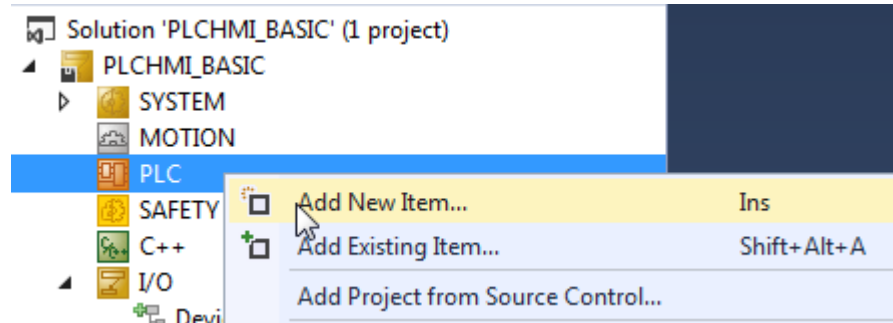 Solution 'PLCHMI_BASIC' (1 project)
PLCHMI_BASIC
SYSTEM
MOTION
PLC
SAFETY
Add New Item... Ins
C++
Add Existing Item... Shift+Alt+A
I/O
Add Project from Source Control...